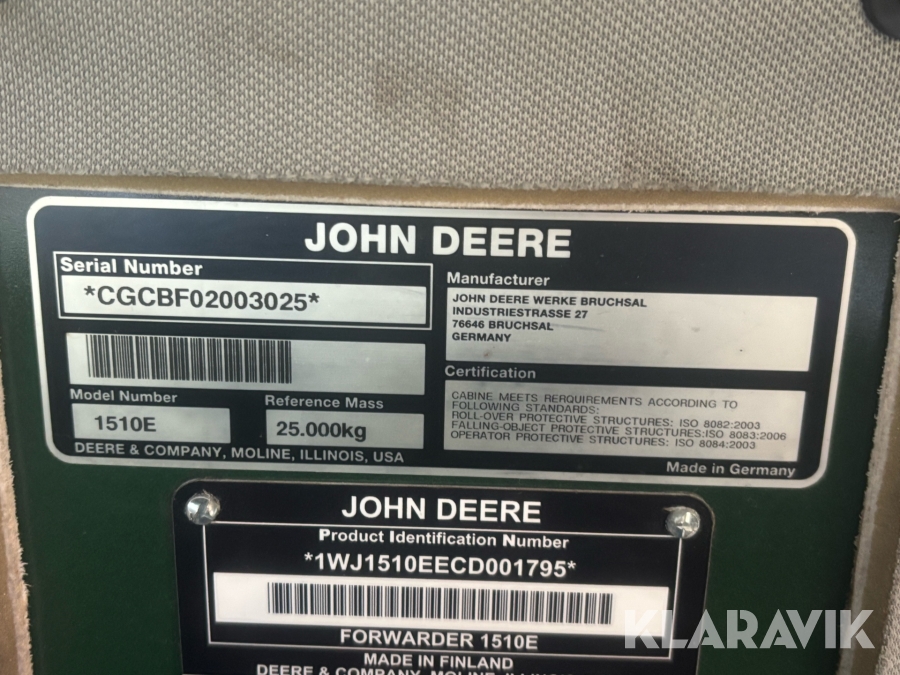 JOHN DEERE
Serial Number
*CGCBF02003025*
Model Number
1510E
Reference Mass
25.000kg
DEERE & COMPANY, MOLINE, ILLINOIS, USA
Manufacturer
JOHN DEERE WERKE BRUCHSAL
INDUSTRIESTRASSE 27
76646 BRUCHSAL
GERMANY
Certification
CABINE MEETS RERQUIREMENTS ACCORDING TO
FOLLOWING STANDARDS:
ROLL-OVER PROTECTIVE STRUCTURES: ISO 8082:2003
FALLING-OBJECT PROTECTIVE STRUCTURES:ISO 8083:2006
OPERATOR PROTECTIVE STRUCTURES: ISO 8084:2003
Made in Germany
JOHN DEERE
Product Identification Number
*1WJ1510EECD001795*
FORWARDER 1510E
MADE IN FINLAND
DEERE & COMPANY, MOLINE,
KLARAVIK